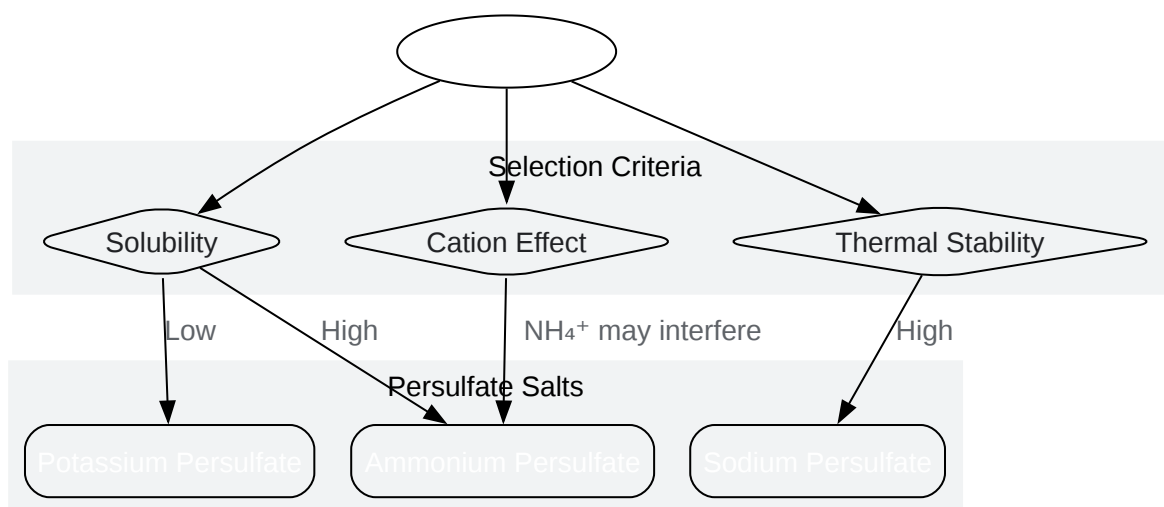 Selection Criteria
Solubility
Cation Effect
Thermal Stability
Low
High
NH₄⁺ may interfere
High
Persulfate Salts
Potassium Persulfate
Ammonium Persulfate
Sodium Persulfate